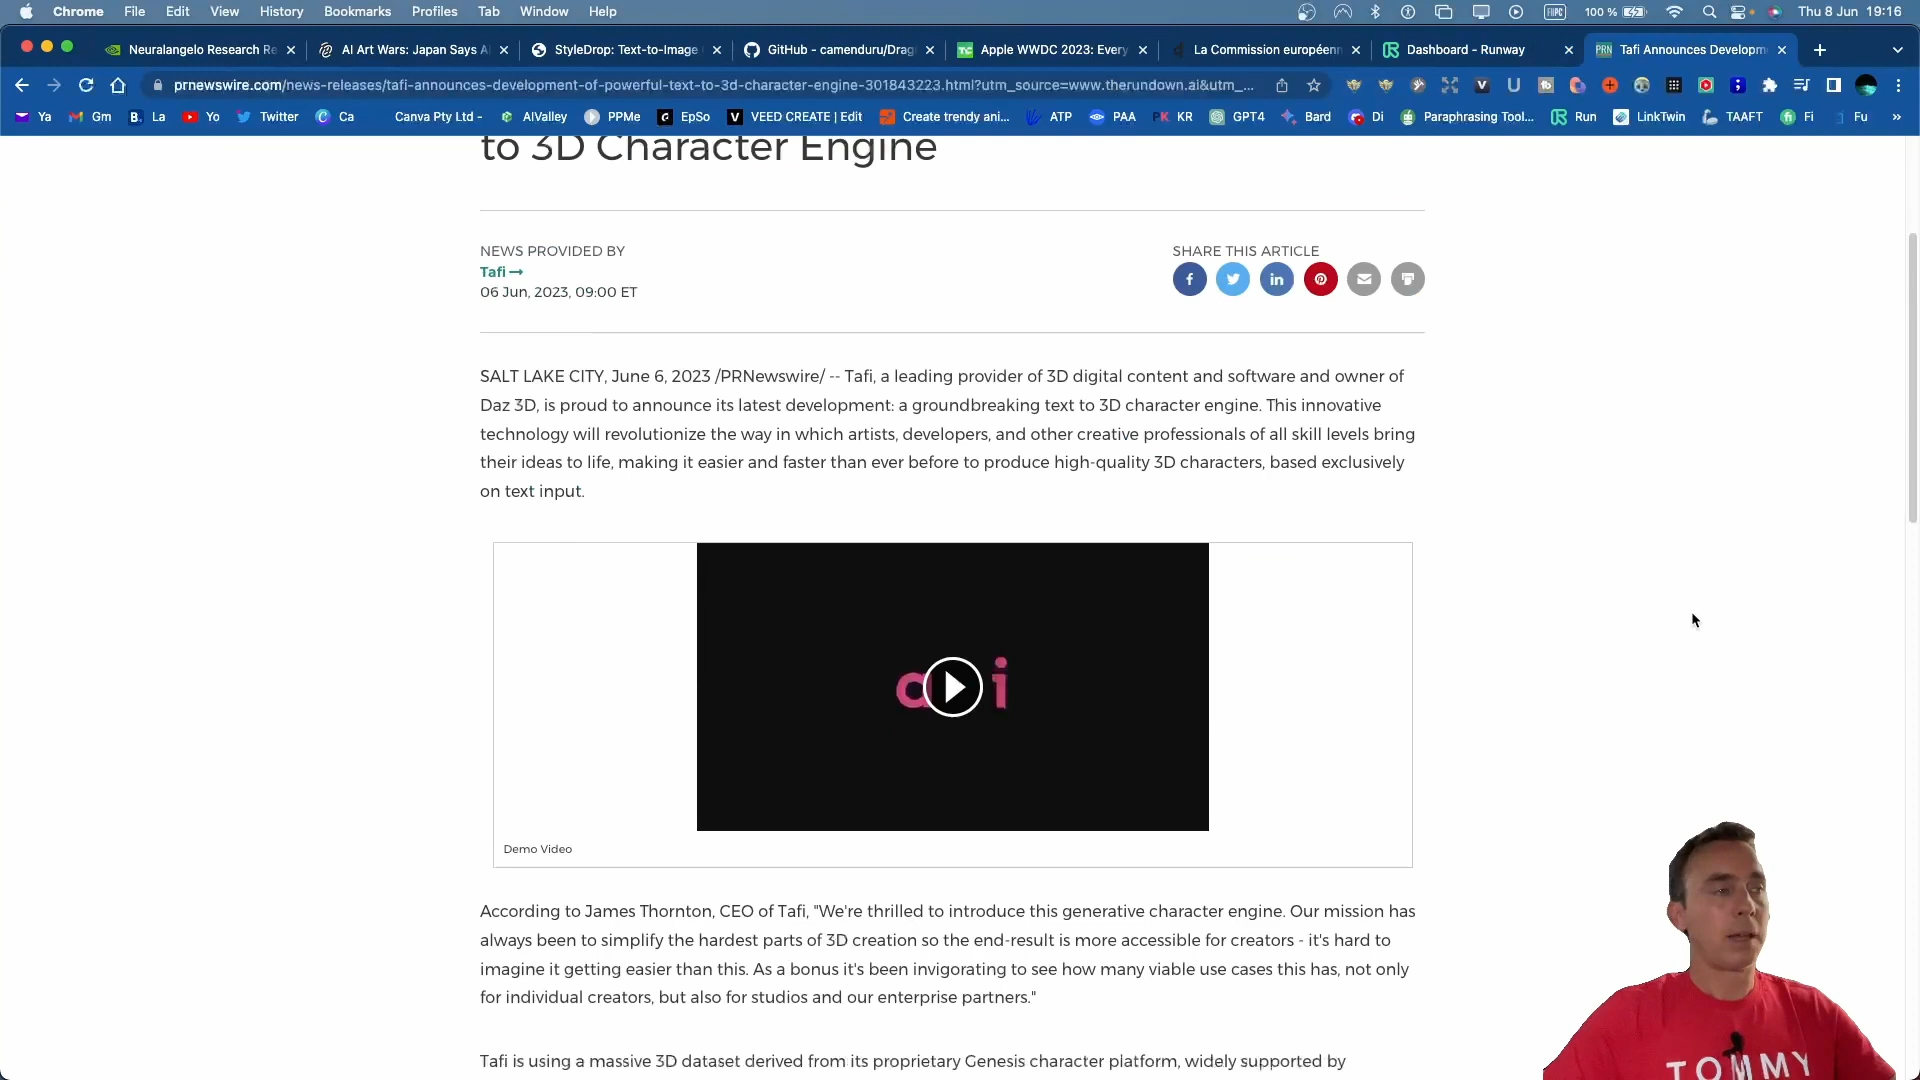 Chrome File Edit View History Bookmarks Profiles Tab Window Help
100 % Thu 8 Jun 19:16
Neuralangelo Research Re
AI Art Wars: Japan Says A
StyleDrop: Text-to-Image
GitHub - camenduru/Drag
Apple WWDC 2023: Every
La Commission européenn
Dashboard - Runway
PRN Tafi Announces Developm
prnewswire.com/news-releases/tafi-announces-development-of-powerful-text-to-3d-character-engine-301843223.html?utm_source=www.therundown.ai&utm_...
Ya Gm La Yo Twitter Ca Canva Pty Ltd - AIValley PPMe EpSo VEED CREATE | Edit Create trendy ani... ATP PAA KR GPT4 Bard Di Paraphrasing Tool... Run LinkTwin TAAFT Fi Fu »
to 3D Character Engine
NEWS PROVIDED BY
Tafi →
06 Jun, 2023, 09:00 ET
SHARE THIS ARTICLE
SALT LAKE CITY, June 6, 2023 /PRNewswire/ -- Tafi, a leading provider of 3D digital content and software and owner of
Daz 3D, is proud to announce its latest development: a groundbreaking text to 3D character engine. This innovative
technology will revolutionize the way in which artists, developers, and other creative professionals of all skill levels bring
their ideas to life, making it easier and faster than ever before to produce high-quality 3D characters, based exclusively
on text input.
Demo Video
According to James Thornton, CEO of Tafi, "We're thrilled to introduce this generative character engine. Our mission has
always been to simplify the hardest parts of 3D creation so the end-result is more accessible for creators - it's hard to
imagine it getting easier than this. As a bonus it's been invigorating to see how many viable use cases this has, not only
for individual creators, but also for studios and our enterprise partners."
Tafi is using a massive 3D dataset derived from its proprietary Genesis character platform, widely supported by
TOMMY